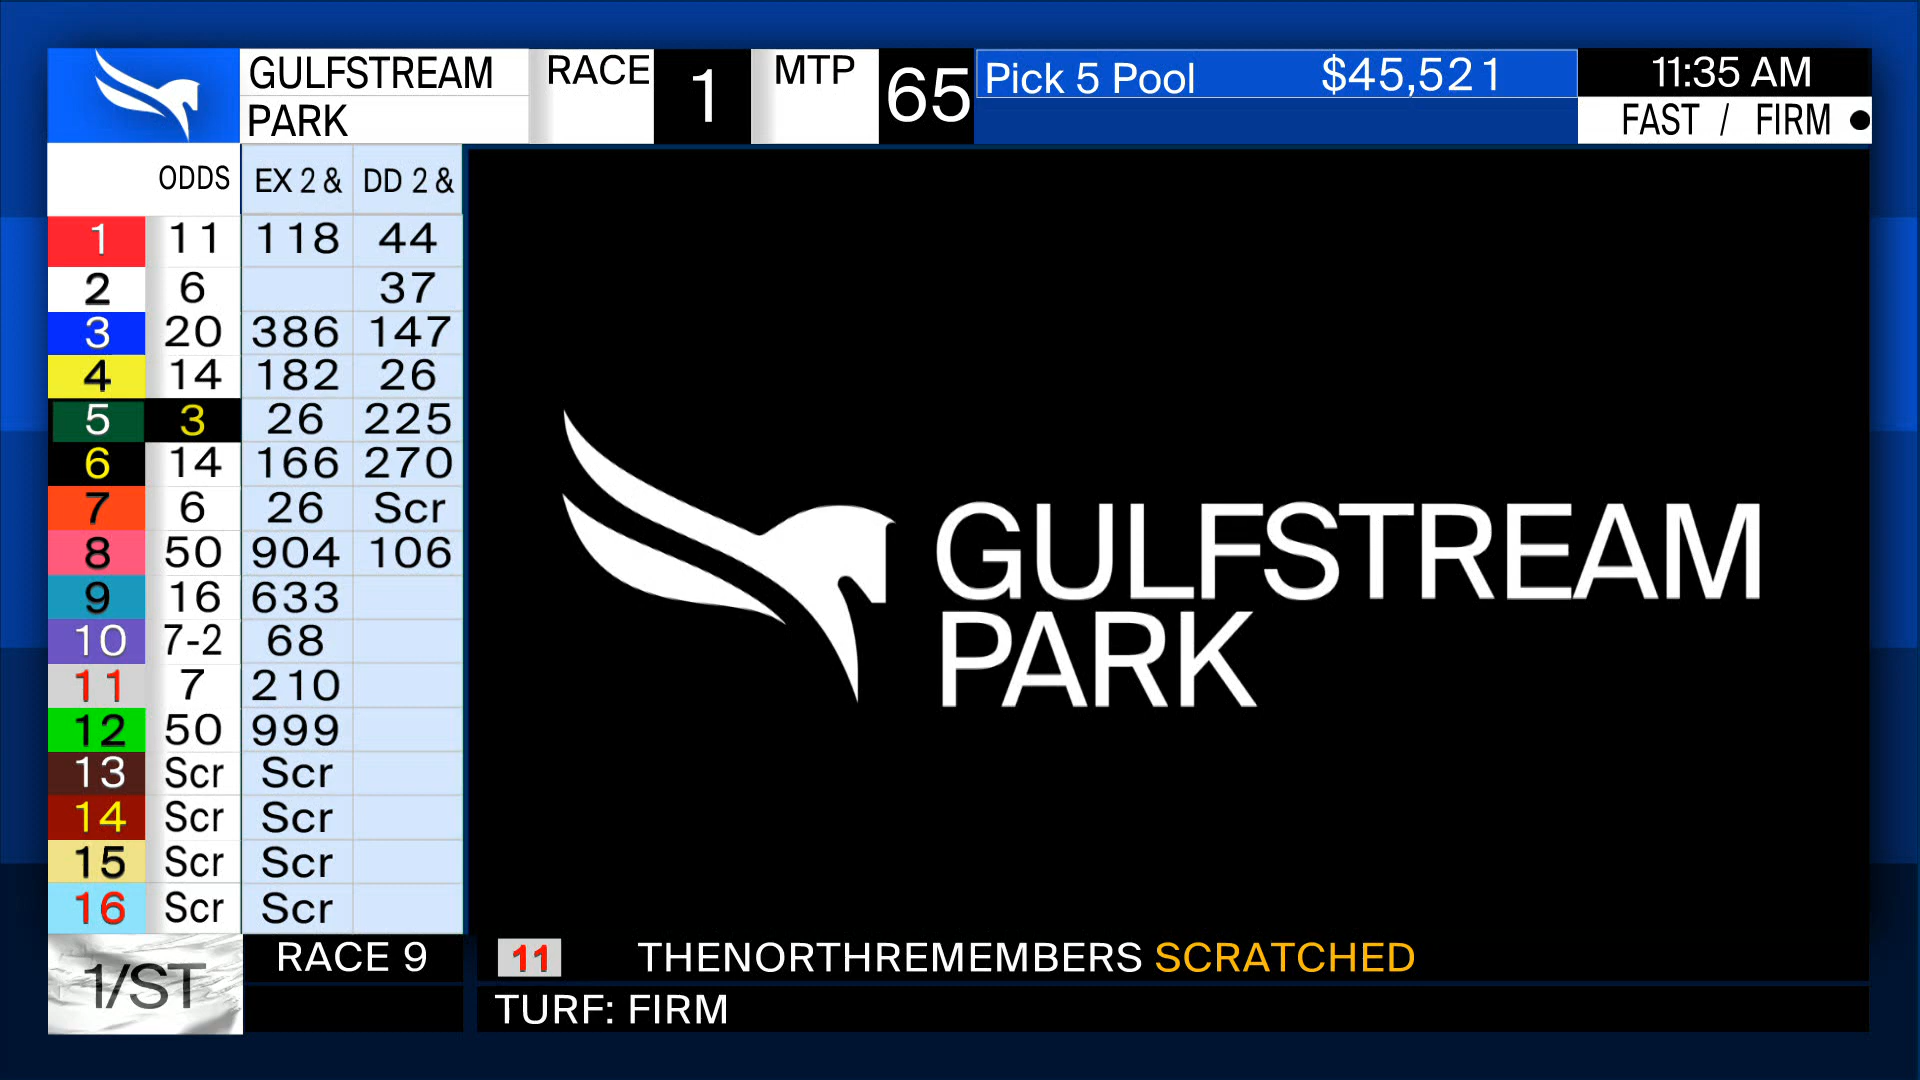 GULFSTREAM PARK RACE 1 MTP 65 Pick 5 Pool $45,521 11:35 AM
FAST / FIRM
ODDS EX 2 & DD 2 &
1 11 118 44
2 6 37
3 20 386 147
4 14 182 26
5 3 26 225
6 14 166 270
7 6 26 Scr
8 50 904 106
9 16 633
10 7-2 68
11 7 210
12 50 999
13 Scr Scr
14 Scr Scr
15 Scr Scr
16 Scr Scr
GULFSTREAM
PARK
1/ST RACE 9 11 THENORTHREMEMBERS SCRATCHED
TURF: FIRM